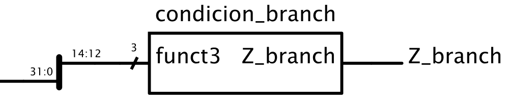 condicion_branch
31:0
14:12
3
funct3
Z_branch
Z_branch